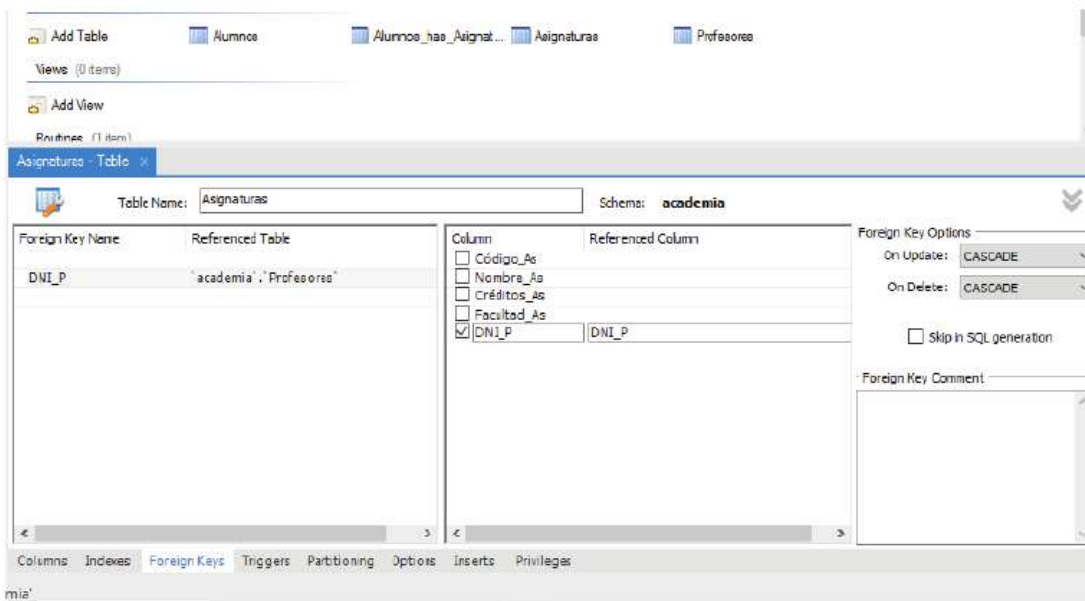 Add Table Alumnos Alumnos_has_Asignat... Asignaturas Profesores
Views (0 items)
Add View
Routines (1 item)
Asignaturas - Table ×
Table Name: Asignaturas Schema: academia
Foreign Key Name Referenced Table
DNI_P `academia`.`Profesores`
Column Referenced Column
Código_As
Nombre_As
Créditos_As
Facultad_As
DNI_P DNI_P
Foreign Key Options
On Update: CASCADE
On Delete: CASCADE
Skip in SQL generation
Foreign Key Comment
Columns Indexes Foreign Keys Triggers Partitioning Options Inserts Privileges
mia'